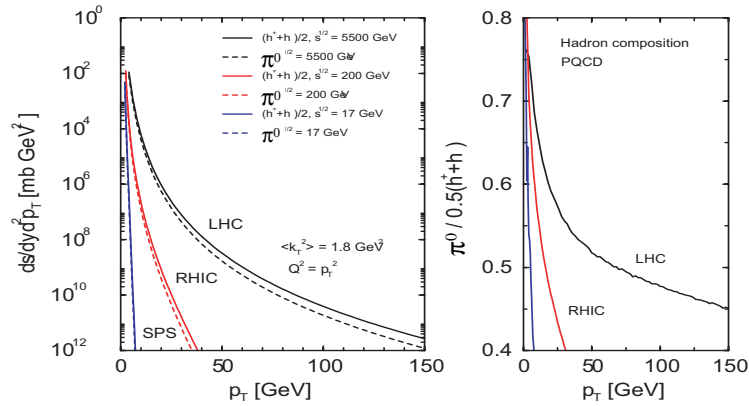 10^0
10^2
10^4
10^6
10^8
10^10
10^12
ds/dyd^2p_T [mb GeV^2]
(h^+ +h )/2, s^1/2 = 5500 GeV
π^0 1/2 = 5500 GeV
(h^+ +h )/2, s^1/2 = 200 GeV
π^0 1/2 = 200 GeV
(h^+ +h )/2, s^1/2 = 17 GeV
π^0 1/2 = 17 GeV
LHC
<k_T^2> = 1.8 GeV^2
Q^2 = p_T^2
RHIC
SPS
0 50 100 150
p_T [GeV]
0.8
0.7
0.6
0.5
0.4
π^0 / 0.5(h^+ +h )
Hadron composition
PQCD
LHC
RHIC
0 50 100 150
p_T [GeV]